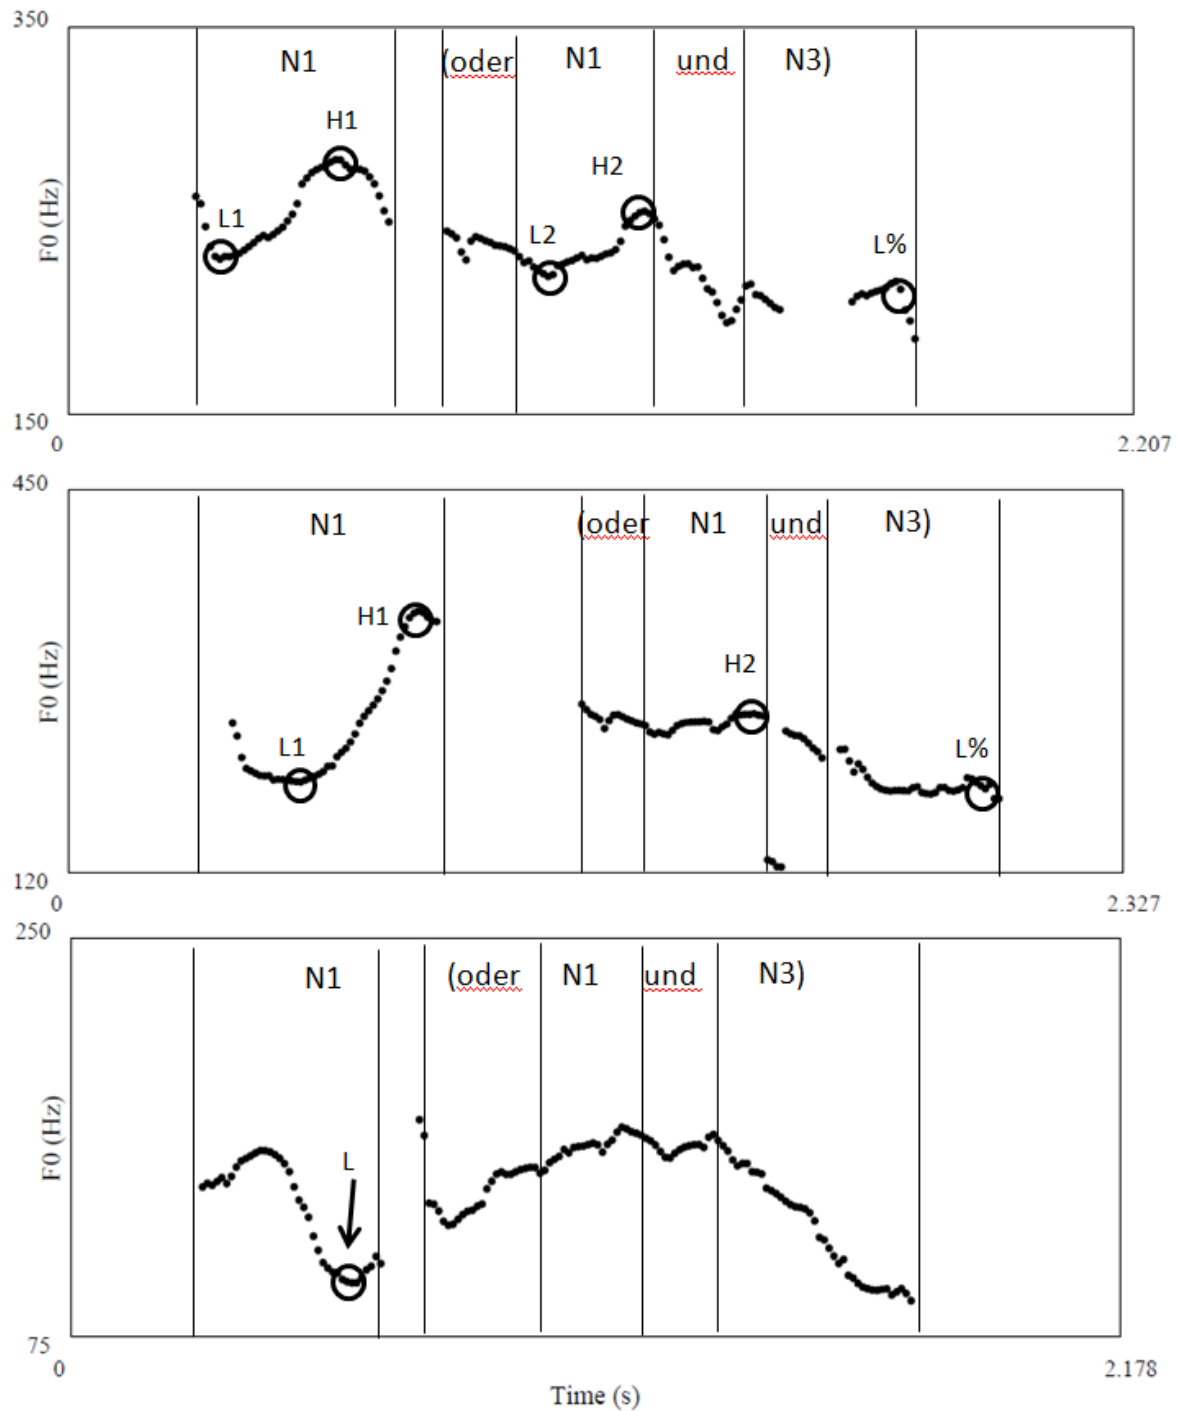 350
N1 (oder N1 und N3)
H1
H2
L1
L2
L%
F0 (Hz)
150
0 2.207
450
N1 (oder N1 und N3)
H1
H2
L1
L%
F0 (Hz)
120
0 2.327
250
N1 (oder N1 und N3)
L
F0 (Hz)
75
0 2.178
Time (s)